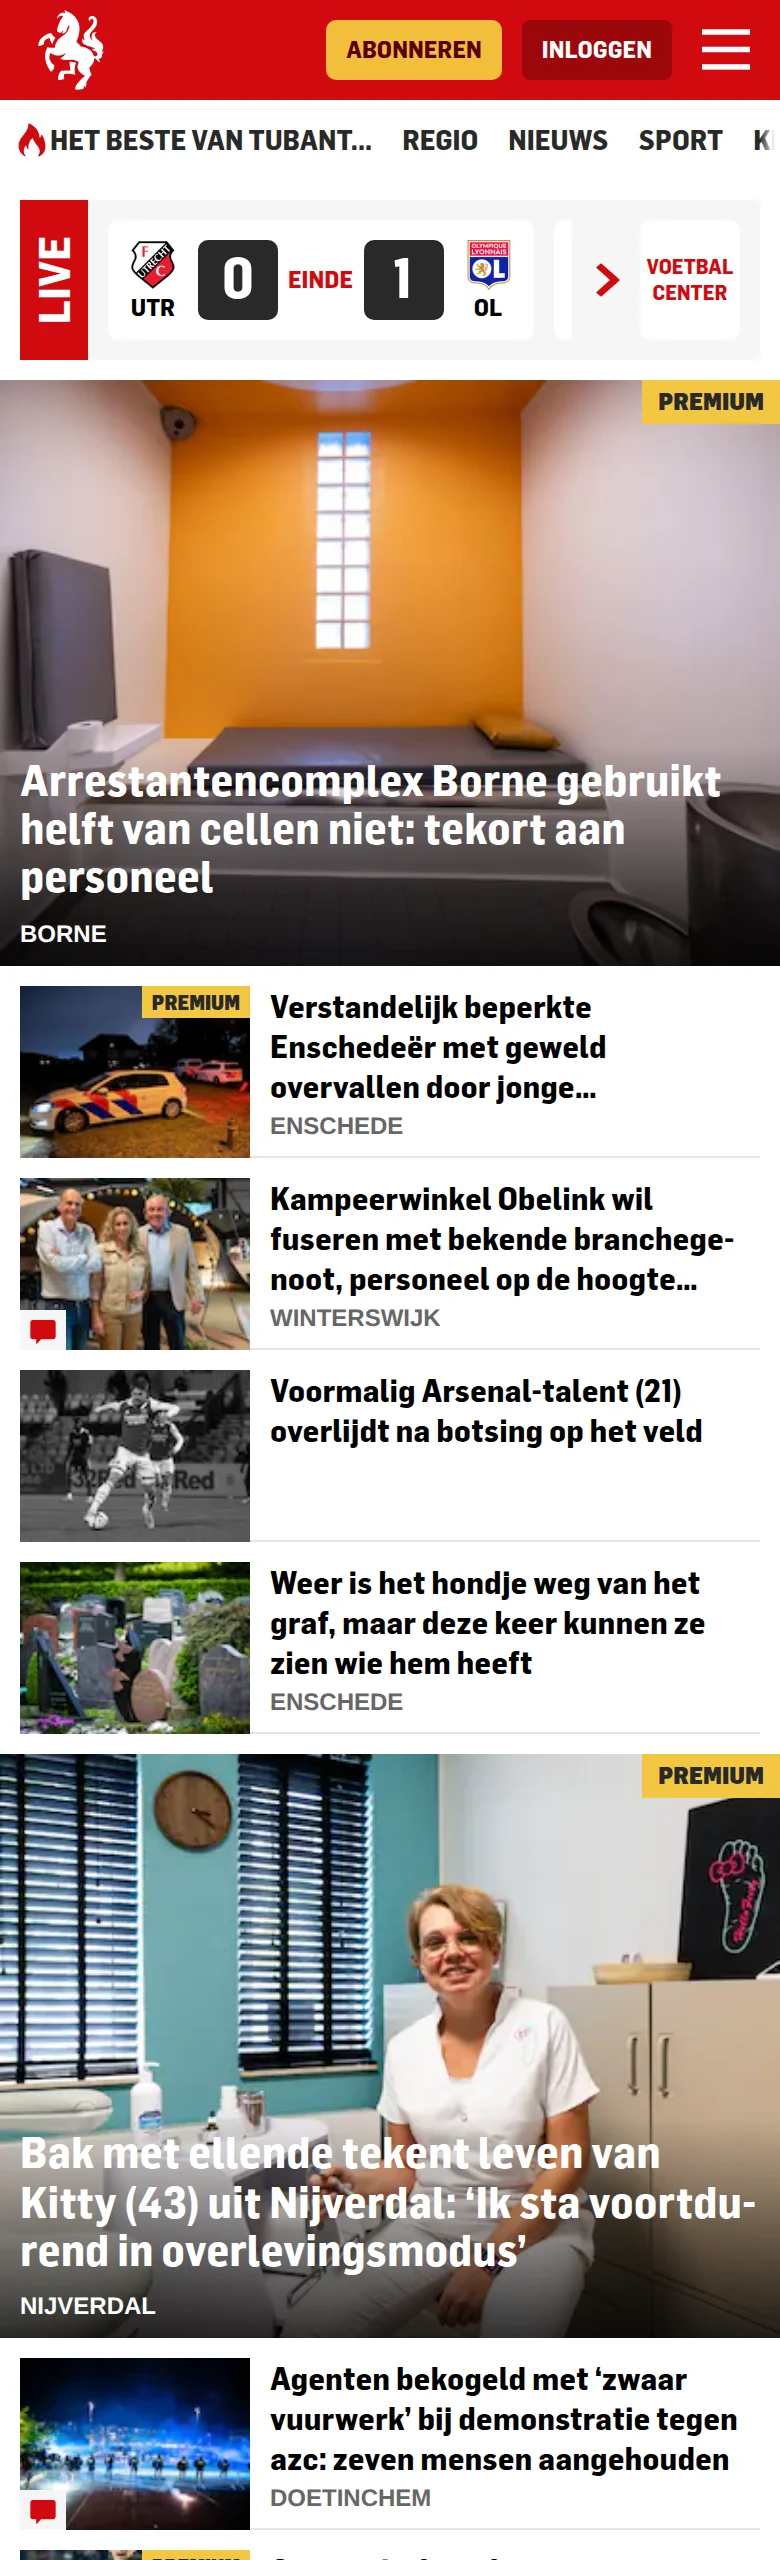 ABONNEREN
INLOGGEN
HET BESTE VAN TUBANT...
REGIO
NIEUWS
SPORT
LIVE
UTR
0
EINDE
1
OL
VOETBAL
CENTER
PREMIUM
Arrestantencomplex Borne gebruikt
helft van cellen niet: tekort aan
personeel
BORNE
PREMIUM
Verstandelijk beperkte
Enschedeër met geweld
overvallen door jonge...
ENSCHEDE
Kampeerwinkel Obelink wil
fuseren met bekende branchege-
noot, personeel op de hoogte...
WINTERSWIJK
Voormalig Arsenal-talent (21)
overlijdt na botsing op het veld
Weer is het hondje weg van het
graf, maar deze keer kunnen ze
zien wie hem heeft
ENSCHEDE
PREMIUM
Bak met ellende tekent leven van
Kitty (43) uit Nijverdal: ‘Ik sta voortdu-
rend in overlevingsmodus’
NIJVERDAL
Agenten bekogeld met ‘zwaar
vuurwerk’ bij demonstratie tegen
azc: zeven mensen aangehouden
DOETINCHEM